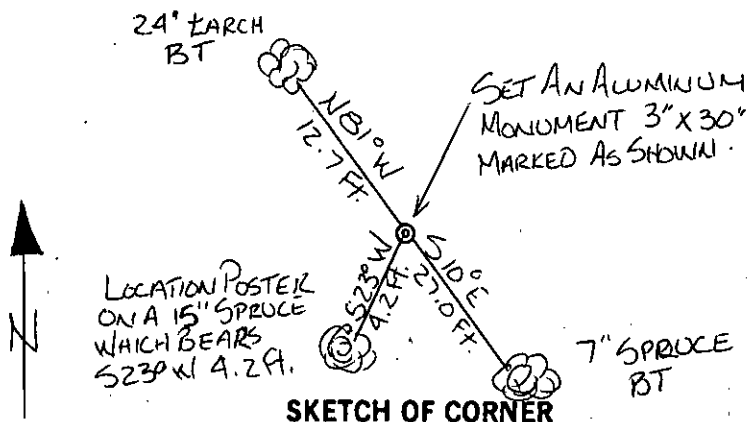 24" LARCH
BT
N81°W
12.7 FT.
SET AN ALUMINUM
MONUMENT 3" X 30"
MARKED AS SHOWN.
N
LOCATION POSTER
ON A 15" SPRUCE
WHICH BEARS
S23° W 4.2 ft.
S23°W
4.2 ft.
S10°E
27.0 FT.
7" SPRUCE
BT
SKETCH OF CORNER